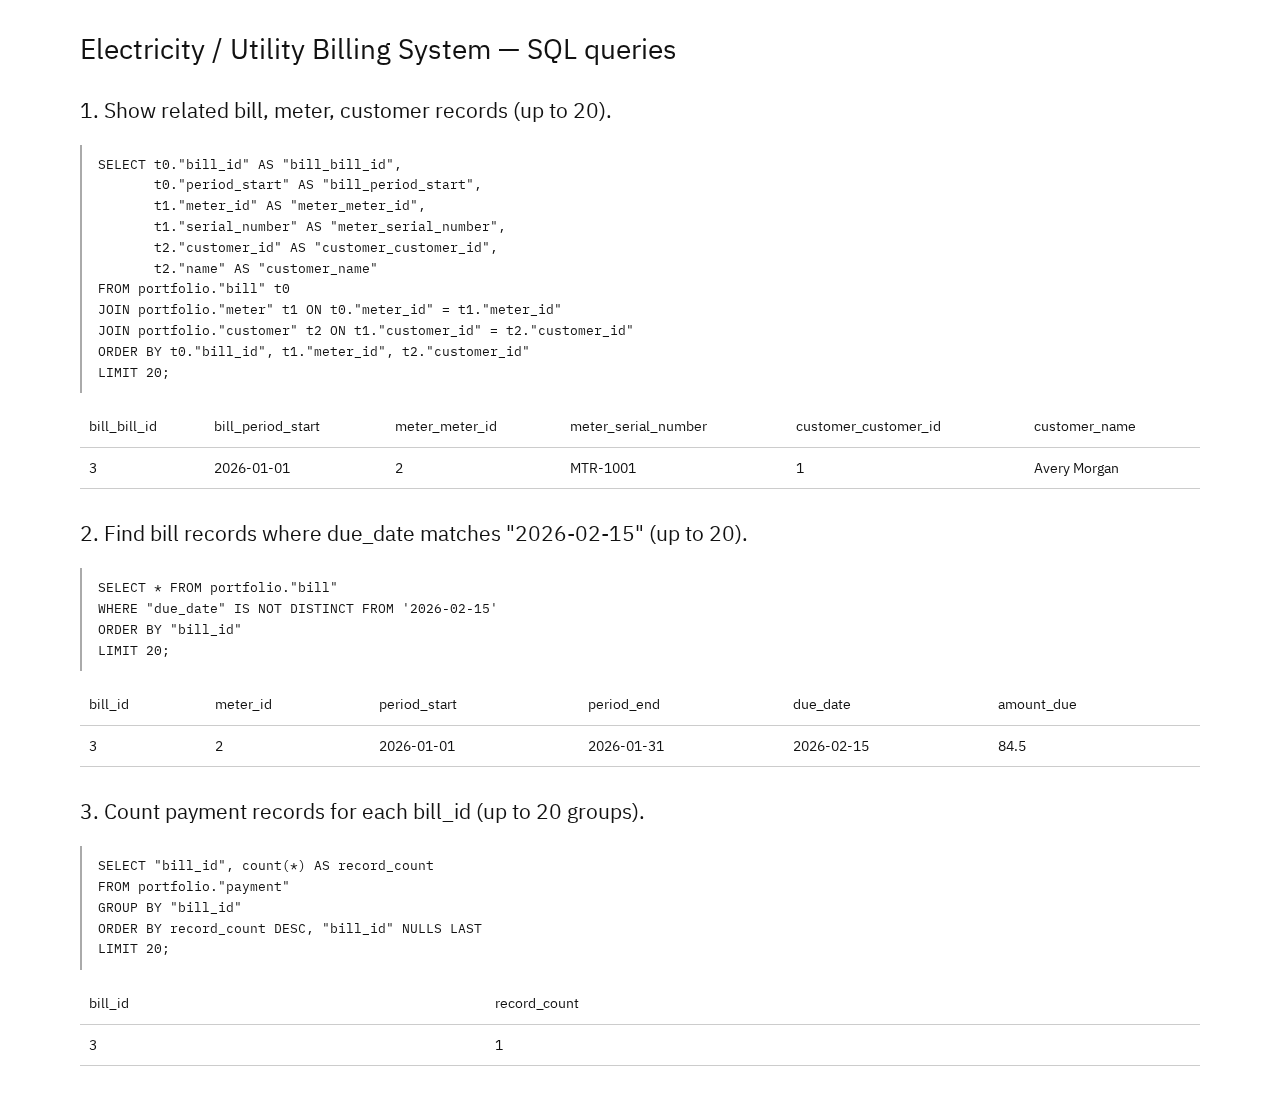 Electricity / Utility Billing System — SQL queries
1. Show related bill, meter, customer records (up to 20).
SELECT t0."bill_id" AS "bill_bill_id",
       t0."period_start" AS "bill_period_start",
       t1."meter_id" AS "meter_meter_id",
       t1."serial_number" AS "meter_serial_number",
       t2."customer_id" AS "customer_customer_id",
       t2."name" AS "customer_name"
FROM portfolio."bill" t0
JOIN portfolio."meter" t1 ON t0."meter_id" = t1."meter_id"
JOIN portfolio."customer" t2 ON t1."customer_id" = t2."customer_id"
ORDER BY t0."bill_id", t1."meter_id", t2."customer_id"
LIMIT 20;
bill_bill_id bill_period_start meter_meter_id meter_serial_number customer_customer_id customer_name
3 2026-01-01 2 MTR-1001 1 Avery Morgan
2. Find bill records where due_date matches "2026-02-15" (up to 20).
SELECT * FROM portfolio."bill"
WHERE "due_date" IS NOT DISTINCT FROM '2026-02-15'
ORDER BY "bill_id"
LIMIT 20;
bill_id meter_id period_start period_end due_date amount_due
3 2 2026-01-01 2026-01-31 2026-02-15 84.5
3. Count payment records for each bill_id (up to 20 groups).
SELECT "bill_id", count(*) AS record_count
FROM portfolio."payment"
GROUP BY "bill_id"
ORDER BY record_count DESC, "bill_id" NULLS LAST
LIMIT 20;
bill_id record_count
3 1